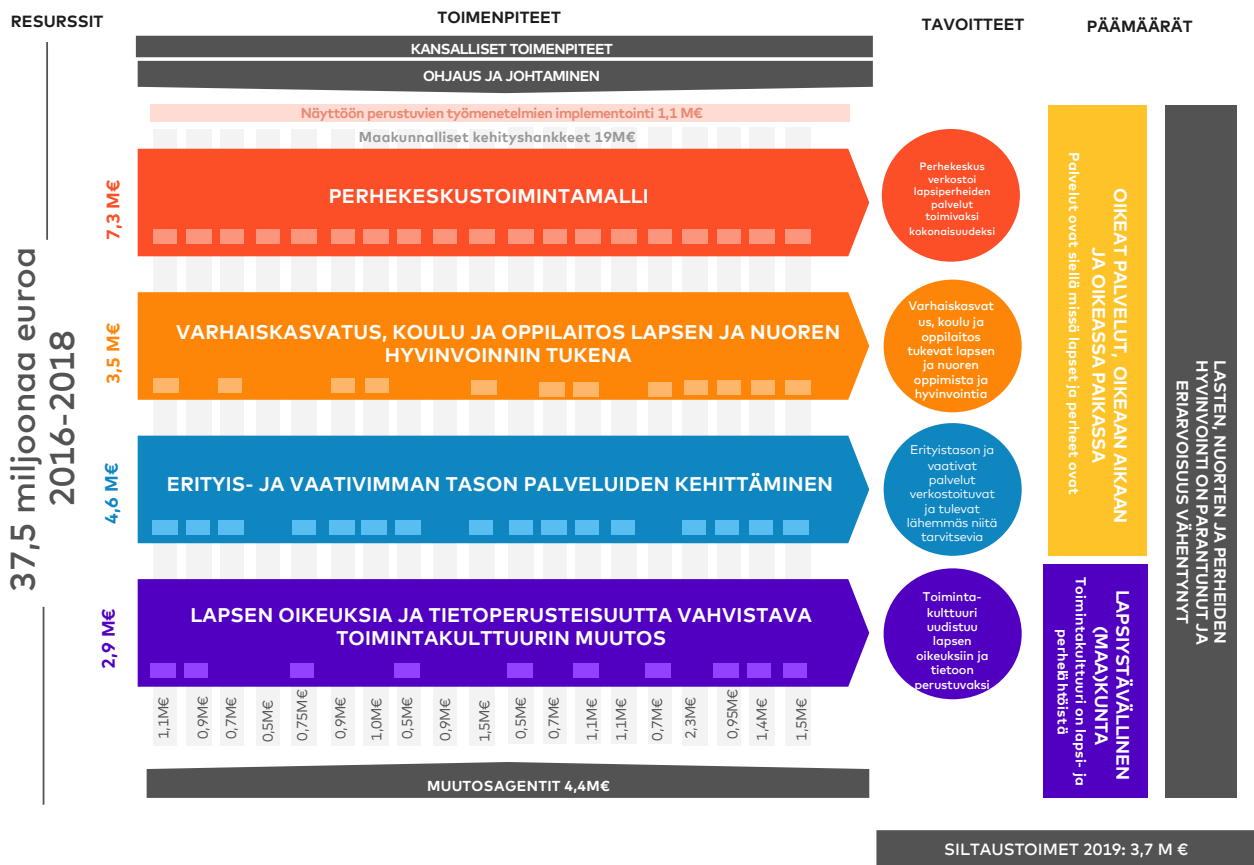 RESURSSIT
TOIMENPITEET
TAVOITTEET
PÄÄMÄÄRÄT
KANSALLISET TOIMENPITEET
OHJAUS JA JOHTAMINEN
Näyttöön perustuvien työmenetelmien implementointi 1,1 M€
Maakunnalliset kehityshankkeet 19M€
37,5 miljoonaa euroa
2016-2018
7,3 M€
PERHEKESKUSTOIMINTAMALLI
Perhekeskus
verkostoi
lapsiperheiden
palvelut
toimivaksi
kokonaisuudeksi
3,5 M€
VARHAISKASVATUS, KOULU JA OPPILAITOS LAPSEN JA NUOREN
HYVINVOINNIN TUKENA
Varhaiskasvat
us, koulu ja
oppilaitos
tukevat lapsen
ja nuoren
oppimista ja
hyvinvointia
4,6 M€
ERITYIS- JA VAATIVIMMAN TASON PALVELUIDEN KEHITTÄMINEN
Erityistason ja
vaativat
palvelut
verkostoituvat
ja tulevat
lähemmäs niitä
tarvitsevia
2,9 M€
LAPSEN OIKEUKSIA JA TIETOPERUSTEISUUTTA VAHVISTAVA
TOIMINTAKULTTUURIN MUUTOS
Toiminta-
kulttuuri
uudistuu
lapsen
oikeuksiin ja
tietoon
perustuvaksi
OIKEAT PALVELUT, OIKEAAN AIKAAN
JA OIKEASSA PAIKASSA
Palvelut ovat siellä missä lapset ja perheet ovat
LAPSIYSTÄVÄLLINEN
(MAA)KUNTA
Toimintakulttuuri on lapsi- ja
perhelähtöistä
LASTEN, NUORTEN JA PERHEIDEN
HYVINVOINTI ON PARANTUNUT JA
ERIARVOISUUS VÄHENTYNYT
1,1M€
0,9M€
0,7M€
0,5M€
0,75M€
0,9M€
1,0M€
0,5M€
0,9M€
1,5M€
0,5M€
0,7M€
1,1M€
1,1M€
0,7M€
2,3M€
0,95M€
1,4M€
1,5M€
MUUTOSAGENTIT 4,4M€
SILTAUSTOIMET 2019: 3,7 M €